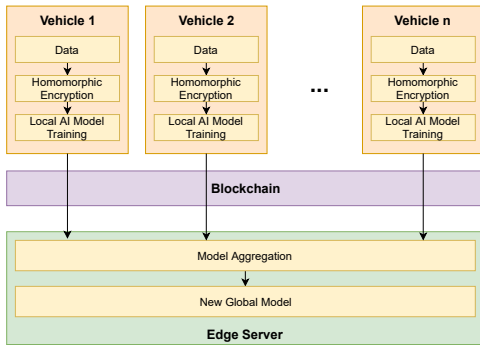 Vehicle 1
Data
Homomorphic
Encryption
Local AI Model
Training
Vehicle 2
Data
Homomorphic
Encryption
Local AI Model
Training
...
Vehicle n
Data
Homomorphic
Encryption
Local AI Model
Training
Blockchain
Model Aggregation
New Global Model
Edge Server